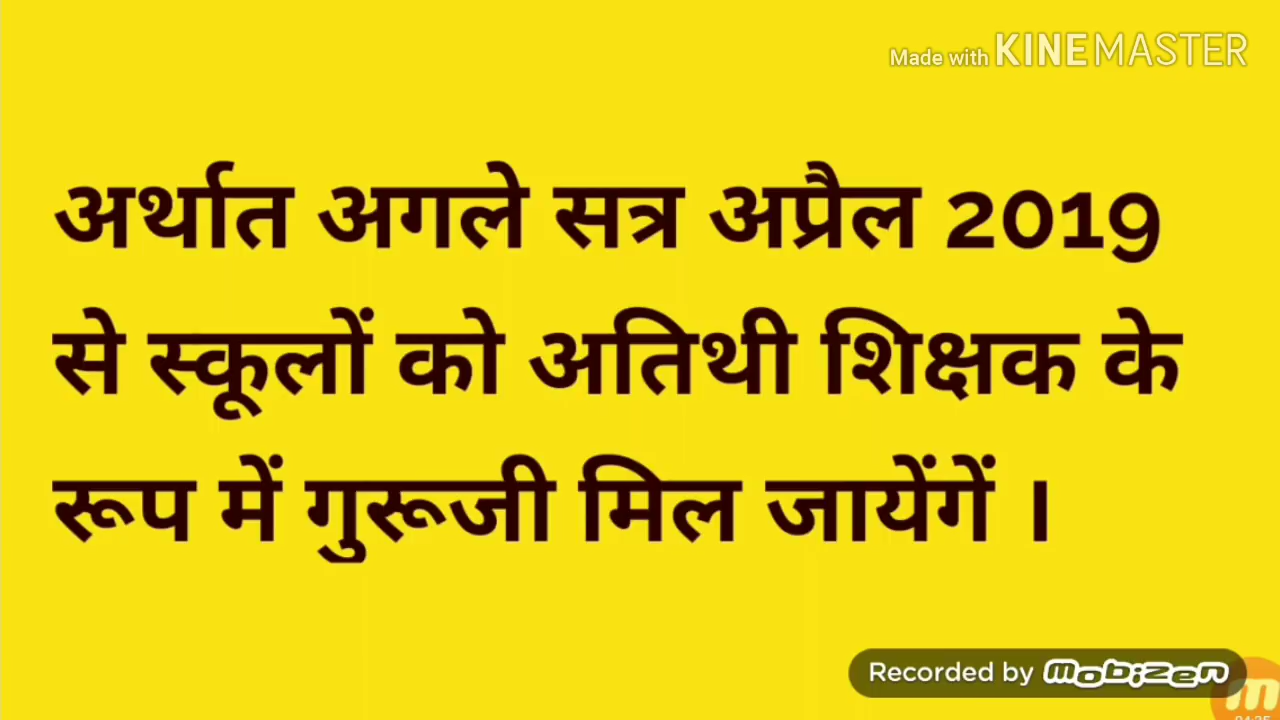 Made with KINEMASTER
अर्थात अगले सत्र अप्रैल 2019
से स्कूलों को अतिथी शिक्षक के
रूप में गुरूजी मिल जायेंगें ।
Recorded by mobizen